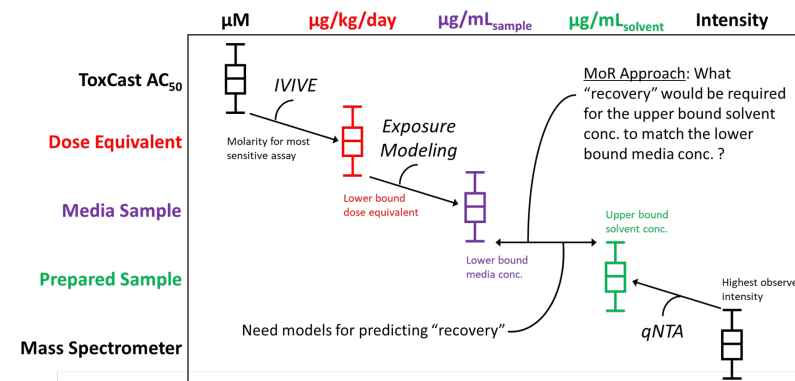 µM
µg/kg/day
µg/mLsample
µg/mLsolvent
Intensity
ToxCast AC50
IVIVE
Molarity for most
sensitive assay
MoR Approach: What
“recovery” would be required
for the upper bound solvent
conc. to match the lower
bound media conc. ?
Dose Equivalent
Exposure
Modeling
Lower bound
dose equivalent
Media Sample
Upper bound
solvent conc.
Lower bound
media conc.
Prepared Sample
Highest observe
intensity
Need models for predicting “recovery”
qNTA
Mass Spectrometer